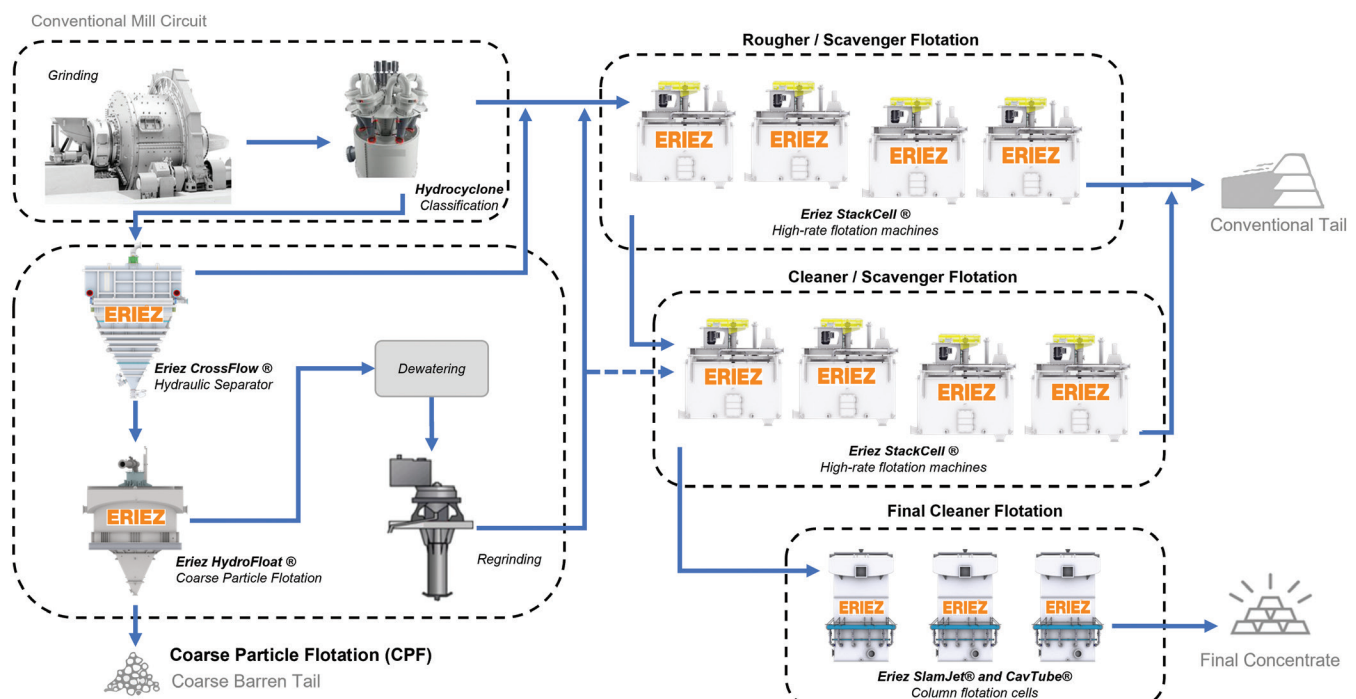 Conventional Mill Circuit
Grinding
Hydrocyclone
Classification
Rougher / Scavenger Flotation
ERIEZ
ERIEZ
ERIEZ
ERIEZ
Eriez StackCell ®
High-rate flotation machines
Conventional Tail
ERIEZ
Eriez CrossFlow ®
Hydraulic Separator
Dewatering
Cleaner / Scavenger Flotation
ERIEZ
ERIEZ
ERIEZ
ERIEZ
Eriez StackCell ®
High-rate flotation machines
ERIEZ
Eriez HydroFloat ®
Coarse Particle Flotation
Regrinding
Final Cleaner Flotation
ERIEZ
ERIEZ
ERIEZ
Eriez SlamJet® and CavTube®
Column flotation cells
Final Concentrate
Coarse Particle Flotation (CPF)
Coarse Barren Tail